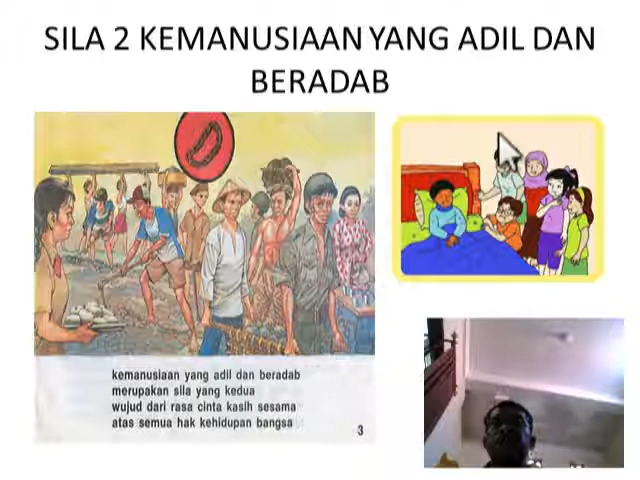 SILA 2 KEMANUSIAAN YANG ADIL DAN
BERADAB
kemanusiaan yang adil dan beradab
merupakan sila yang kedua
wujud dari rasa cinta kasih sesama
atas semua hak kehidupan bangsa
3